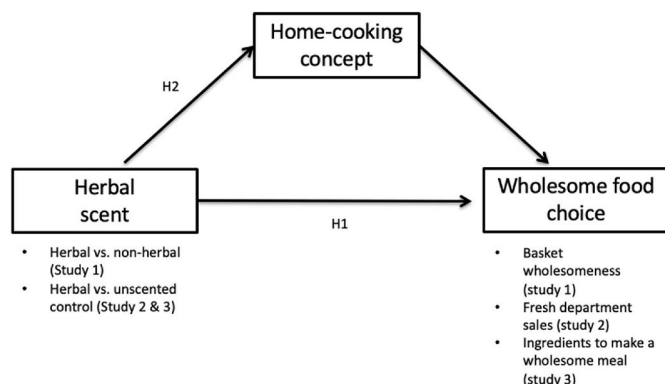 Home-cooking
concept
H2
Herbal
scent
Wholesome food
choice
H1
• Herbal vs. non-herbal
(Study 1)
• Herbal vs. unscented
control (Study 2 & 3)
• Basket
wholesomeness
(study 1)
• Fresh department
sales (study 2)
• Ingredients to make a
wholesome meal
(study 3)